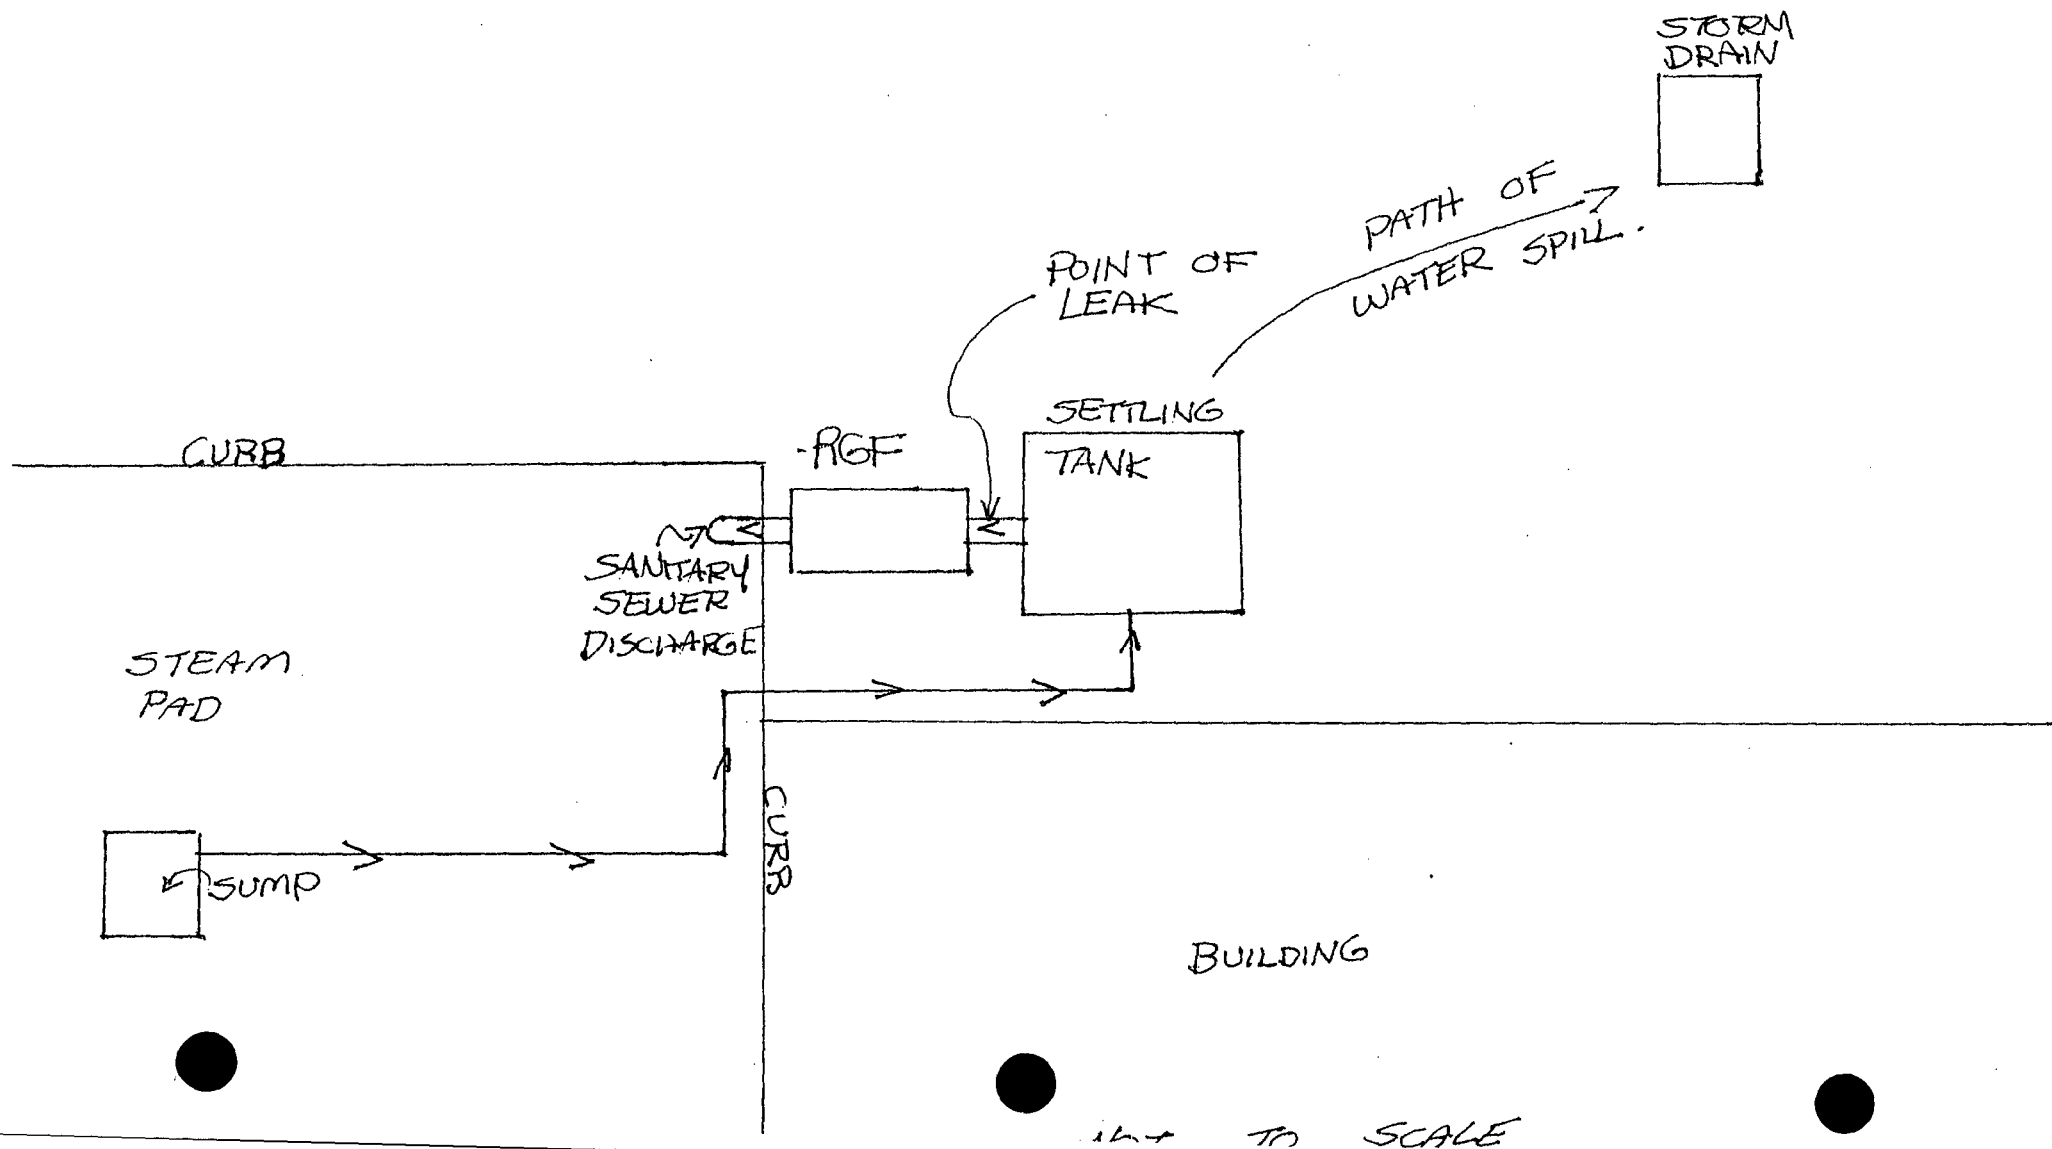 STORM
DRAIN
PATH OF
WATER SPILL.
POINT OF
LEAK
SETTLING
TANK
CURB
-RGF
SANITARY
SEWER
DISCHARGE
STEAM
PAD
CURB
SUMP
BUILDING
TO SCALE